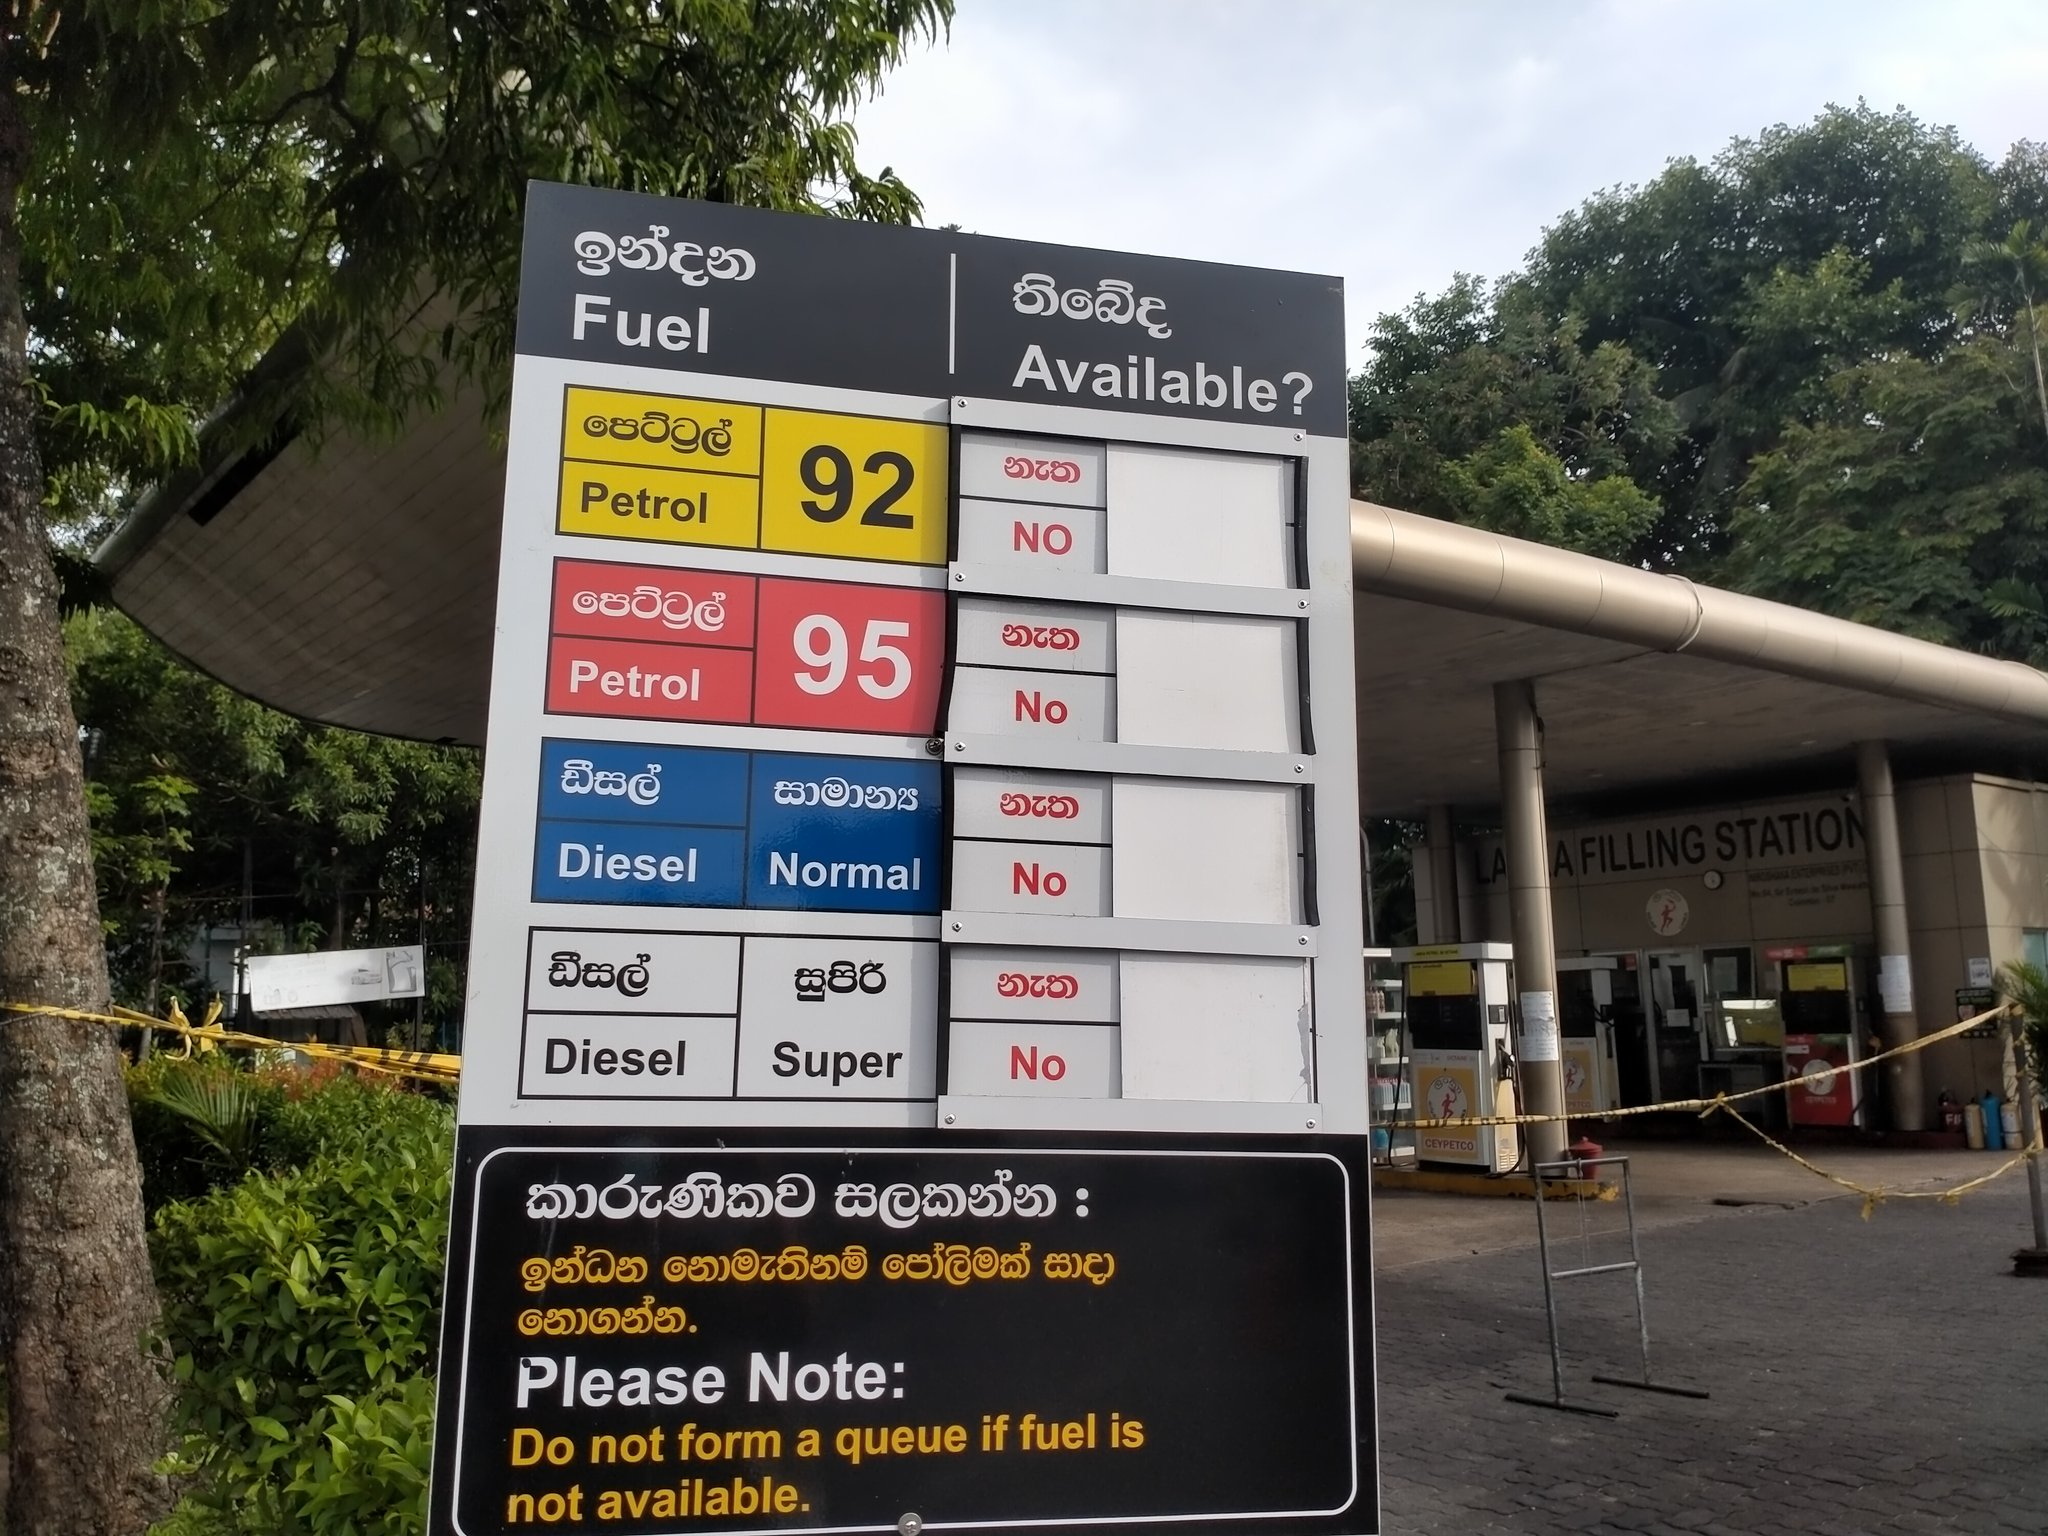 ඉන්දන
Fuel
තිබේද
Available?
පෙට්ට්‍රල්
Petrol
92
නැත
NO
පෙට්ට්‍රල්
Petrol
95
නැත
No
ඩීසල්
Diesel
සාමාන්‍ය
Normal
නැත
No
ඩීසල්
Diesel
සුපිරි
Super
නැත
No
කාරුණිකව සලකන්න :
ඉන්ධන නොමැතිනම් පෝලිමක් සාදා
නොගන්න.
Please Note:
Do not form a queue if fuel is
not available.
FILLING STATION
CEYPETCO
CEYPETCO